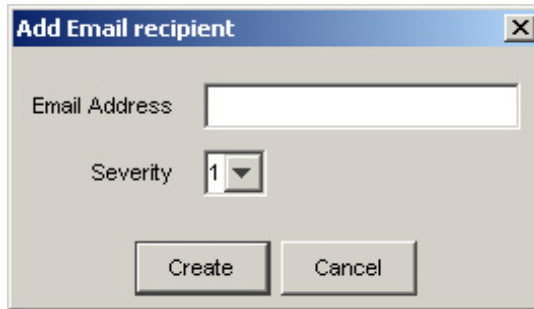 Add Email recipient
Email Address
Severity 1
Create Cancel